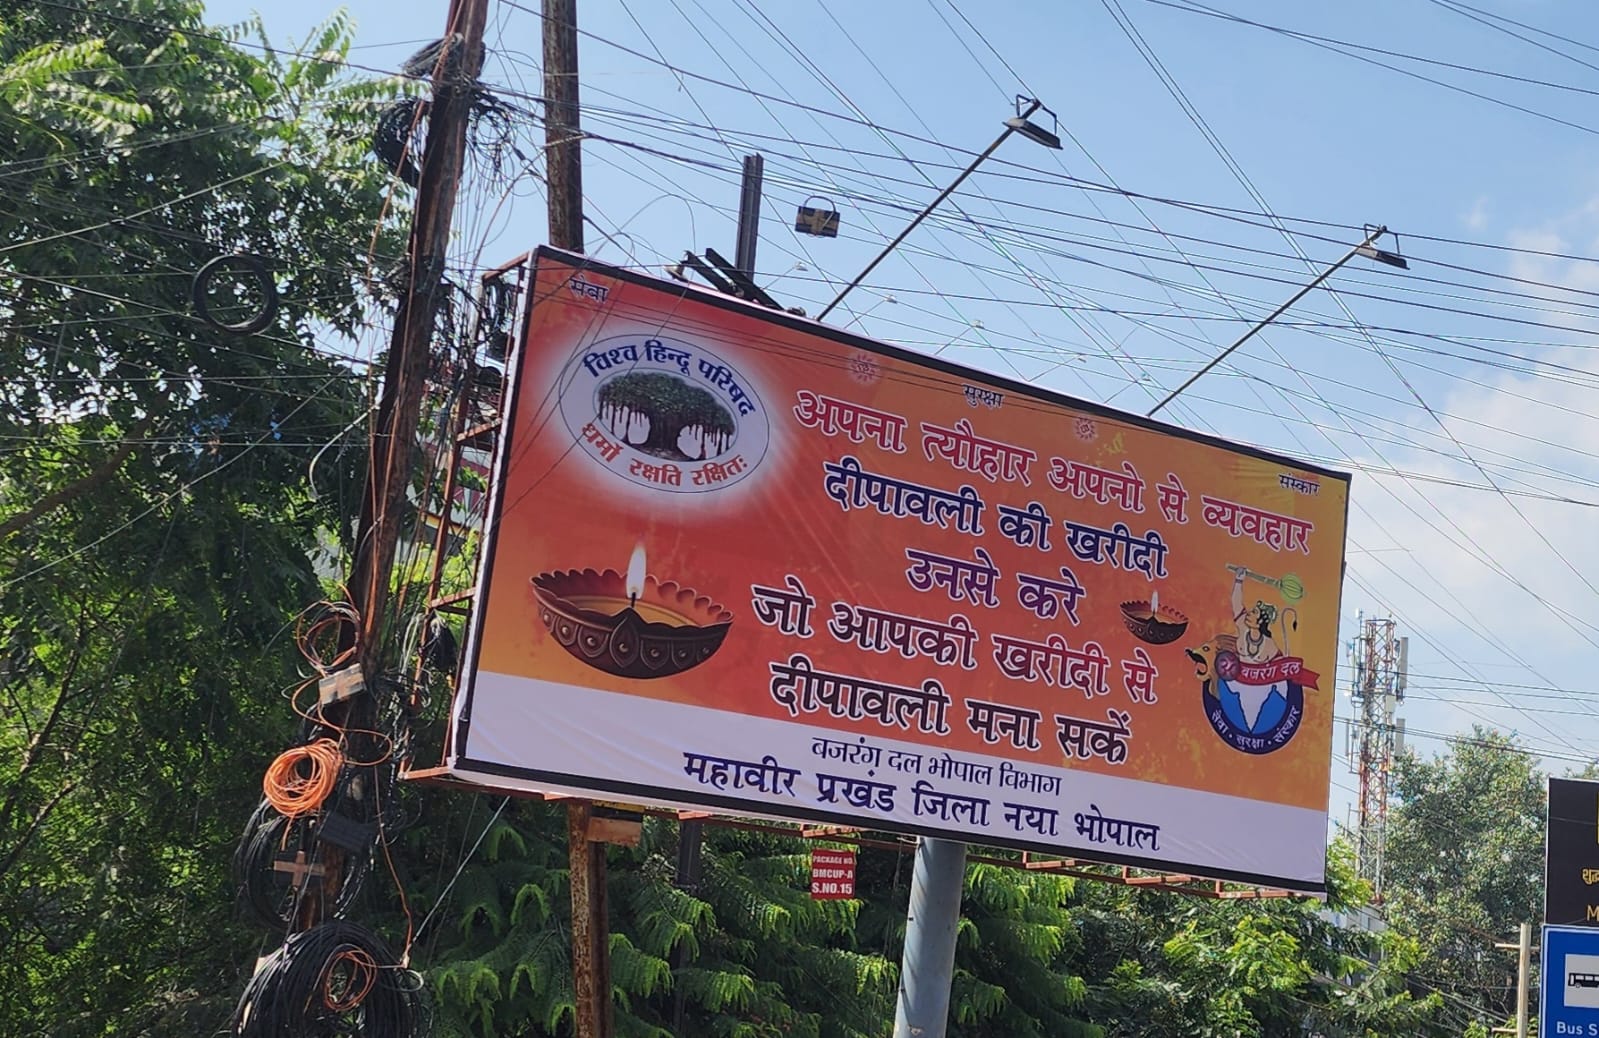 सेवा
सुरक्षा
संस्कार
विश्व हिन्दू परिषद
धर्मो रक्षति रक्षितः
अपना त्यौहार अपनो से व्यवहार
दीपावली की खरीदी
उनसे करे
जो आपकी खरीदी से
दीपावली मना सकें
बजरंग दल
सेवा • सुरक्षा • संस्कार
बजरंग दल भोपाल विभाग
महावीर प्रखंड जिला नया भोपाल
PACKAGE NO.
BMCUP-A
S.NO.15
Bus